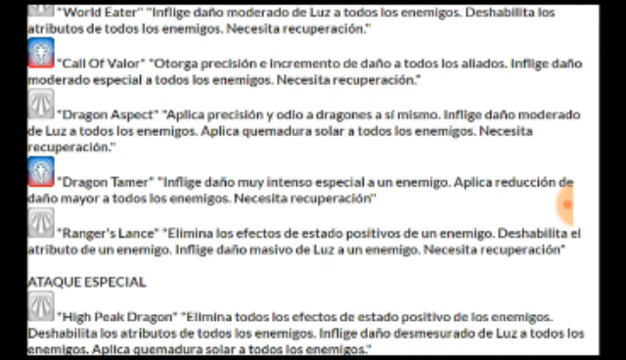 "World Eater" "Inflige daño moderado de Luz a todos los enemigos. Deshabilita los
atributos de todos los enemigos. Necesita recuperación."
"Call Of Valor" "Otorga precisión e incremento de daño a todos los aliados. Inflige daño
moderado especial a todos los enemigos. Necesita recuperación."
"Dragon Aspect" "Aplica precisión y odio a dragones a sí mismo. Inflige daño moderado
de Luz a todos los enemigos. Aplica quemadura solar a todos los enemigos. Necesita
recuperación."
"Dragon Tamer" "Inflige daño muy intenso especial a un enemigo. Aplica reducción de
daño mayor a todos los enemigos. Necesita recuperación"
"Ranger's Lance" "Elimina los efectos de estado positivos de un enemigo. Deshabilita el
atributo de un enemigo. Inflige daño masivo de Luz a un enemigo. Necesita recuperación"
ATAQUE ESPECIAL
"High Peak Dragon" "Elimina todos los efectos de estado positivo de los enemigos.
Deshabilita los atributos de todos los enemigos. Inflige daño desmesurado de Luz a todos los
enemigos. Aplica quemadura solar a todos los enemigos."